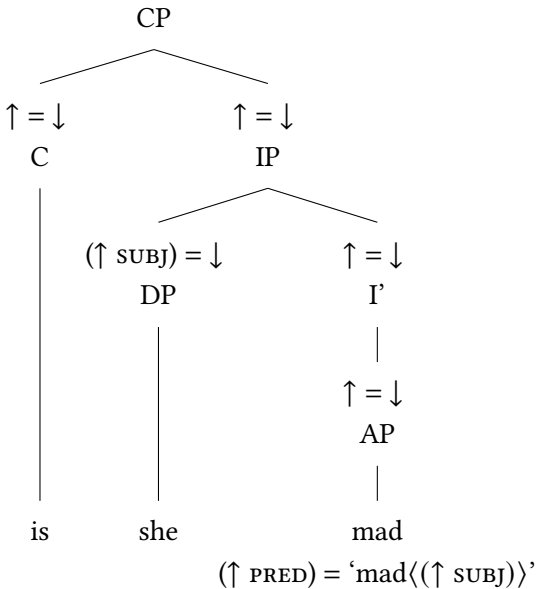 CP
↑ = ↓ ↑ = ↓
C IP
(↑ SUBJ) = ↓ ↑ = ↓
DP I’
↑ = ↓
AP
is she mad
(↑ PRED) = ‘mad⟨(↑ SUBJ)⟩’